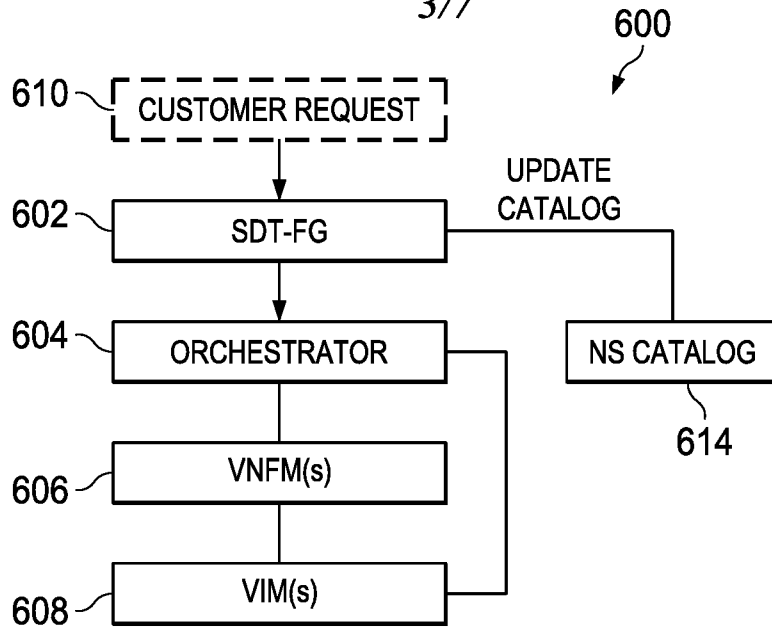 3/7
600
610
CUSTOMER REQUEST
UPDATE
CATALOG
602
SDT-FG
604
ORCHESTRATOR
NS CATALOG
614
606
VNFM(s)
608
VIM(s)